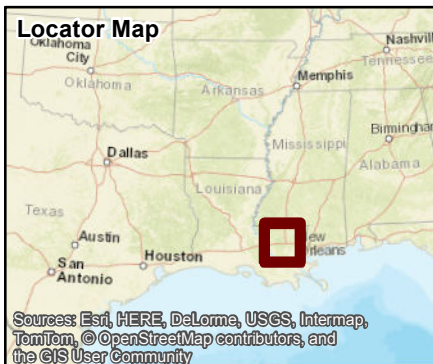 Locator Map
Oklahoma
City
Nashvill
Tennessee
Oklahoma
Memphis
Arkansas
Birmingham
Mississippi
Alabama
Dallas
Louisiana
Texas
Austin
Houston
New
Orleans
San
Antonio
Sources: Esri, HERE, DeLorme, USGS, Intermap,
TomTom, © OpenStreetMap contributors, and
the GIS User Community